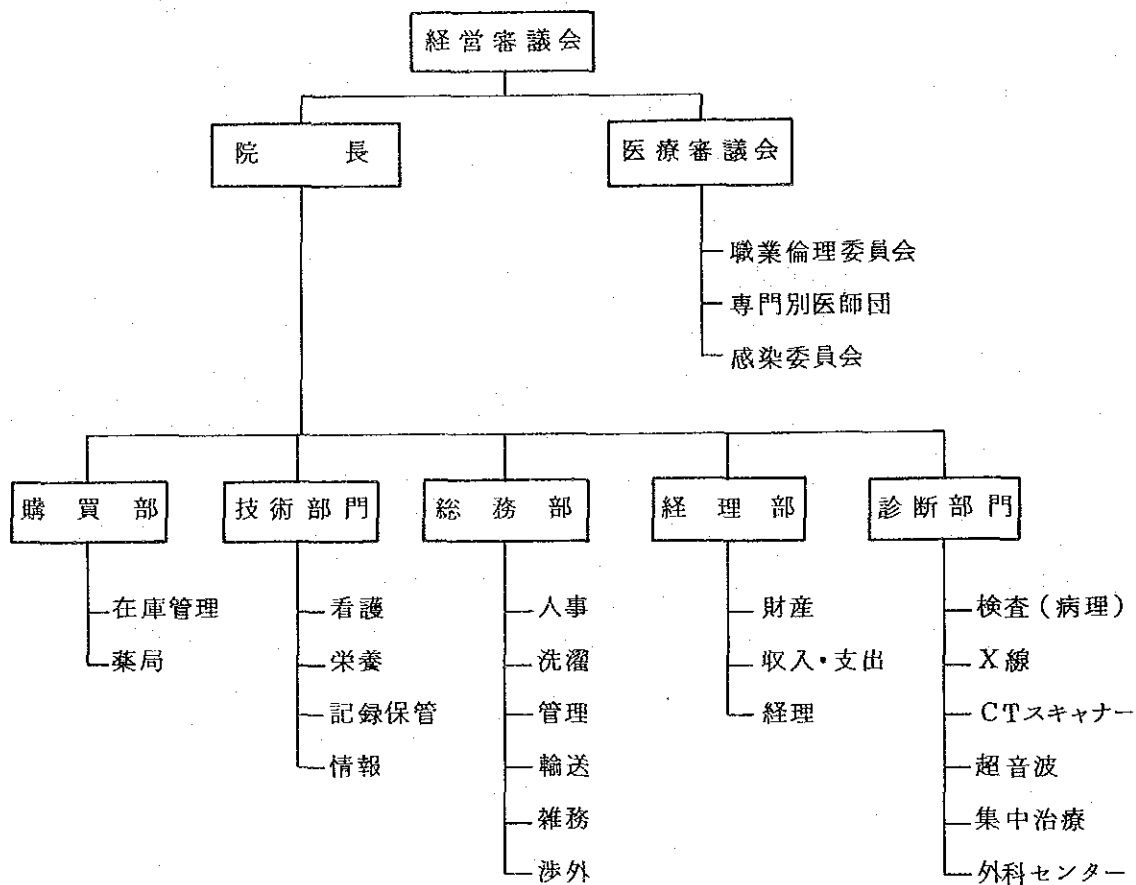 経営審議会
院長
医療審議会
職業倫理委員会
専門別医師団
感染委員会
購買部
技術部門
総務部
経理部
診断部門
在庫管理
薬局
看護
栄養
記録保管
情報
人事
洗濯
管理
輸送
雑務
渉外
財産
収入・支出
経理
検査(病理)
X線
CTスキャナー
超音波
集中治療
外科センター